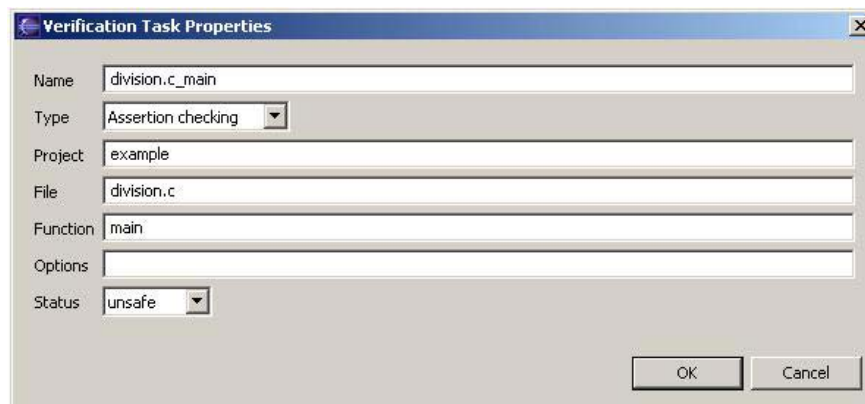 Verification Task Properties
Name division.c_main
Type Assertion checking
Project example
File division.c
Function main
Options
Status unsafe
OK Cancel